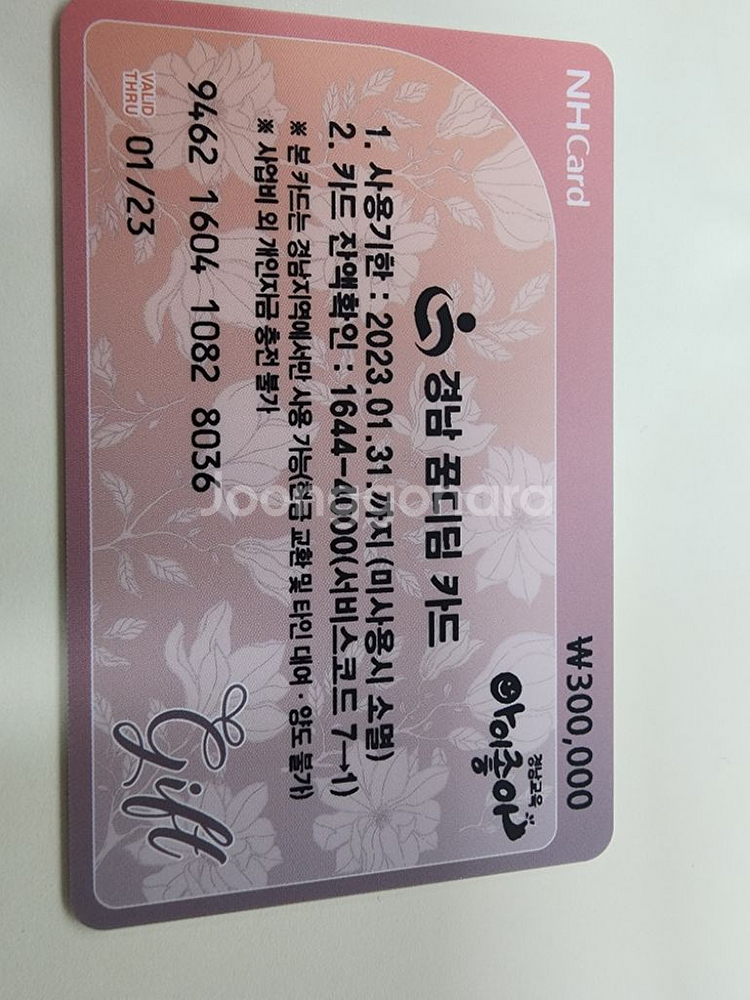 NH Card
₩300,000
경남교육
아이좋아
경남 꿈디딤 카드
1. 사용기한 : 2023.01.31.까지 (미사용시 소멸)
2. 카드 잔액확인 : 1644-4000(서비스코드 7→1)
※ 본 카드는 경남지역에서만 사용 가능(현금 교환 및 타인 대여·양도 불가)
※ 사업비 외 개인자금 충전 불가
9462 1604 1082 8036
VALID
THRU 01/23
Gift
Joonggonara